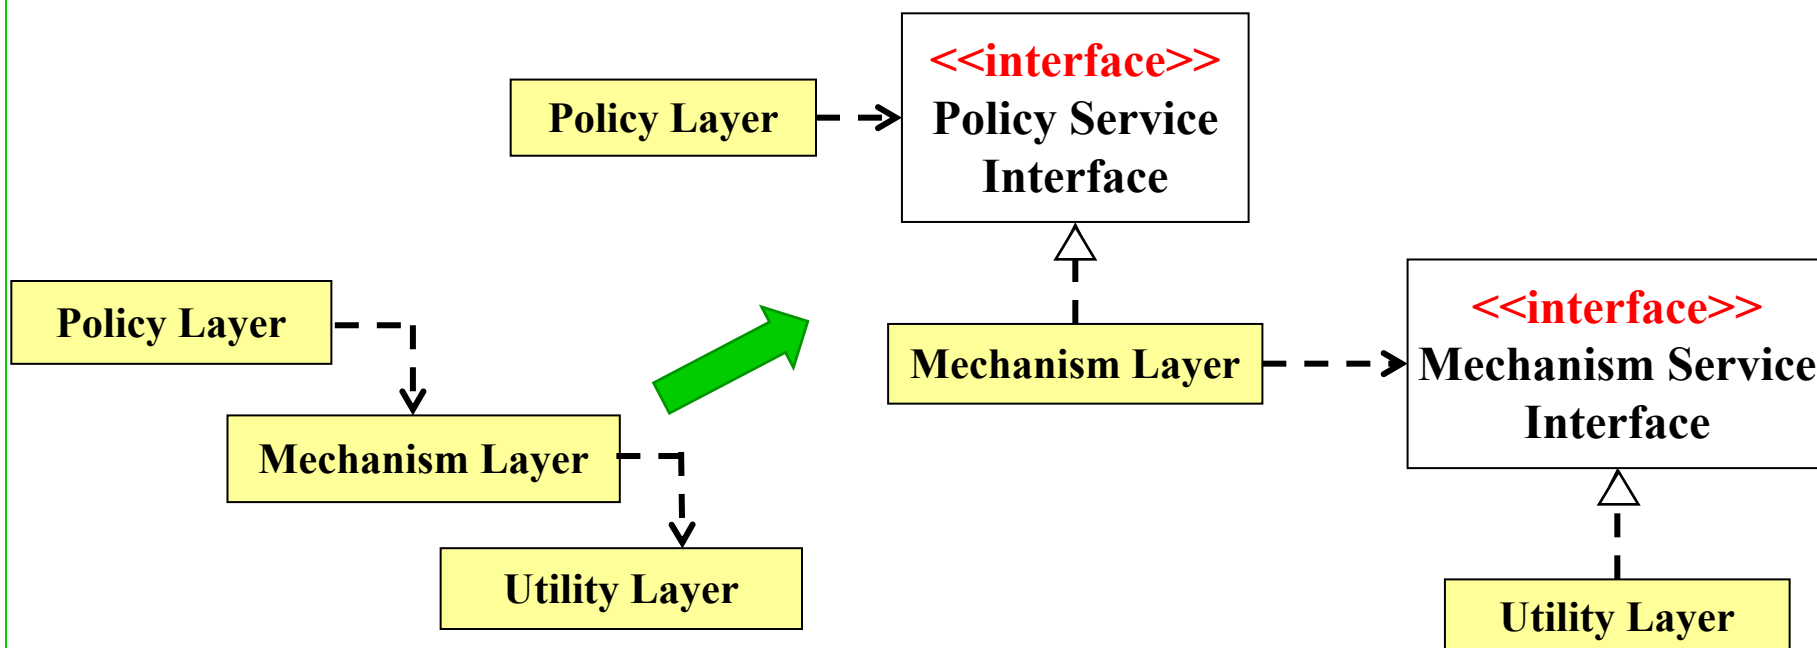 Policy Layer
Mechanism Layer
Utility Layer
Policy Layer
<<interface>>
Policy Service
Interface
Mechanism Layer
<<interface>>
Mechanism Service
Interface
Utility Layer